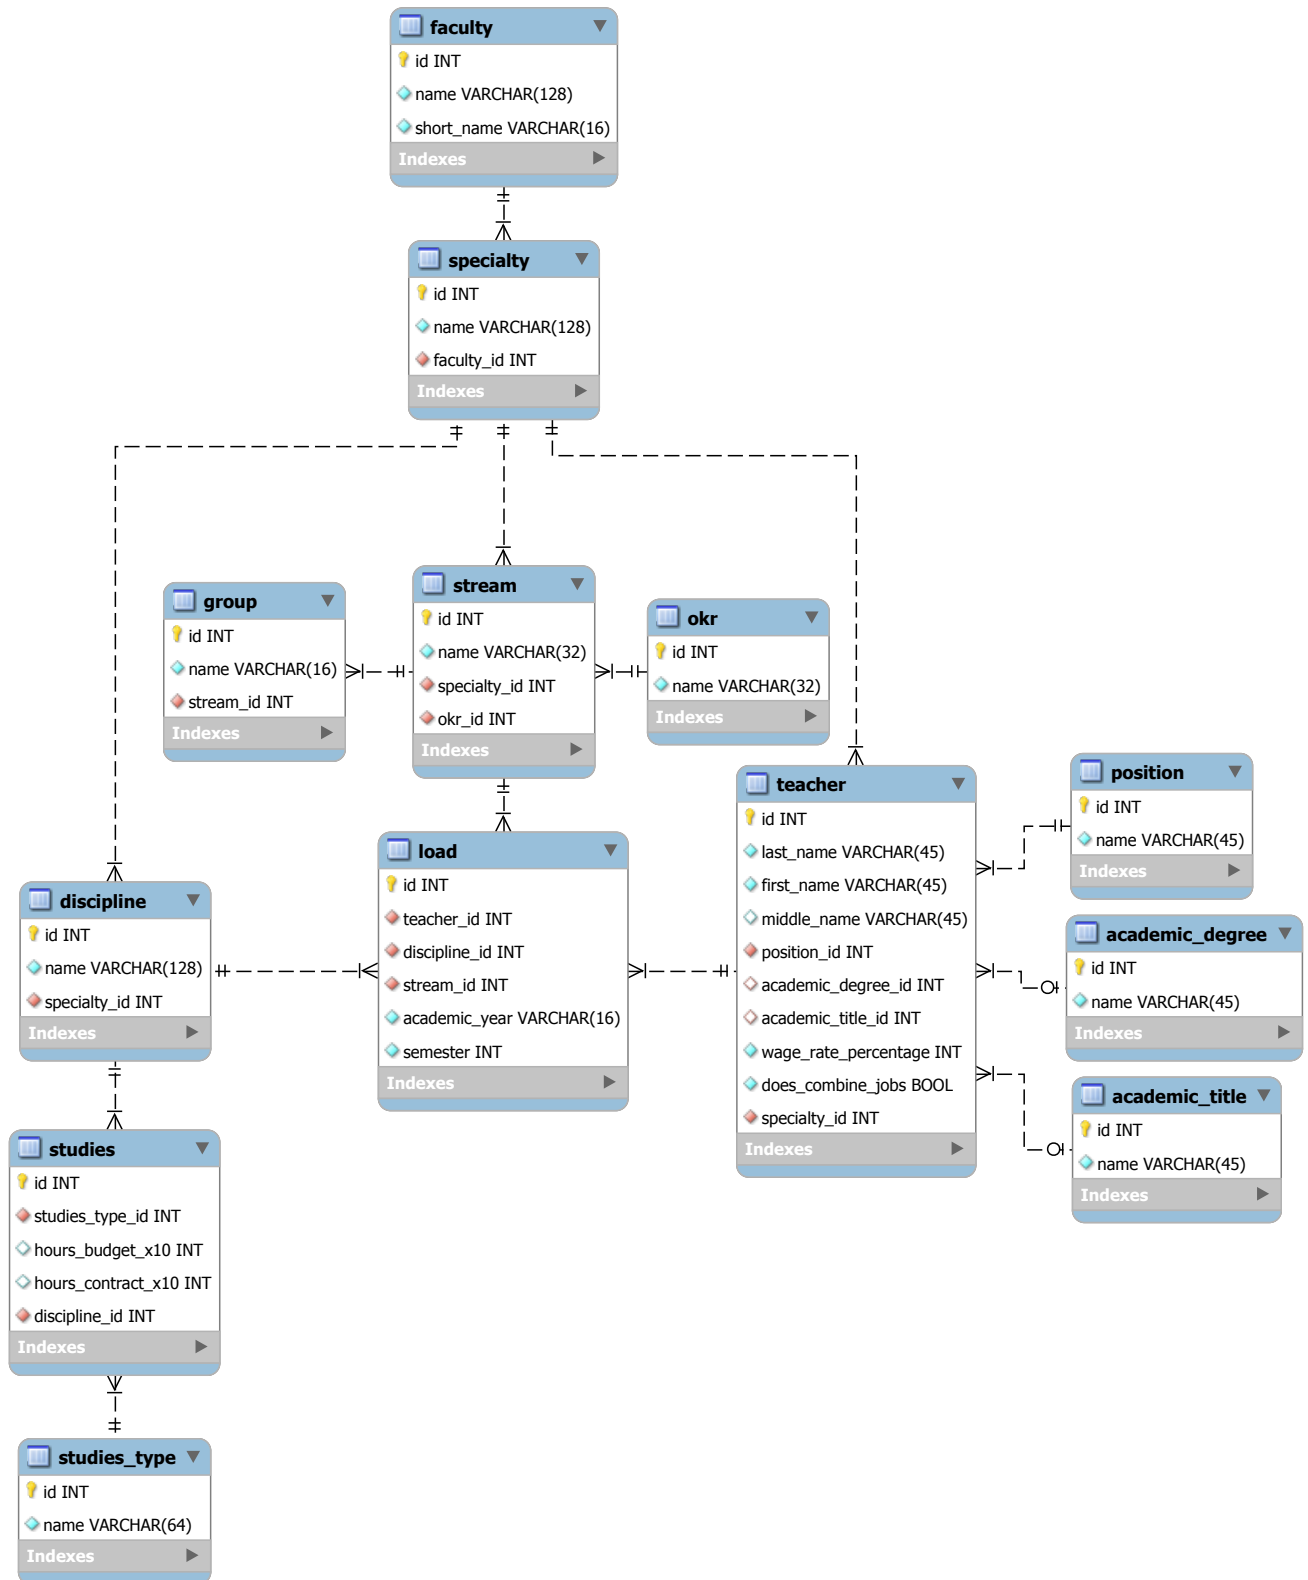 faculty
id INT
name VARCHAR(128)
short_name VARCHAR(16)
Indexes
specialty
id INT
name VARCHAR(128)
faculty_id INT
Indexes
group
id INT
name VARCHAR(16)
stream_id INT
Indexes
stream
id INT
name VARCHAR(32)
specialty_id INT
okr_id INT
Indexes
okr
id INT
name VARCHAR(32)
Indexes
discipline
id INT
name VARCHAR(128)
specialty_id INT
Indexes
load
id INT
teacher_id INT
discipline_id INT
stream_id INT
academic_year VARCHAR(16)
semester INT
Indexes
teacher
id INT
last_name VARCHAR(45)
first_name VARCHAR(45)
middle_name VARCHAR(45)
position_id INT
academic_degree_id INT
academic_title_id INT
wage_rate_percentage INT
does_combine_jobs BOOL
specialty_id INT
Indexes
position
id INT
name VARCHAR(45)
Indexes
academic_degree
id INT
name VARCHAR(45)
Indexes
academic_title
id INT
name VARCHAR(45)
Indexes
studies
id INT
studies_type_id INT
hours_budget_x10 INT
hours_contract_x10 INT
discipline_id INT
Indexes
studies_type
id INT
name VARCHAR(64)
Indexes